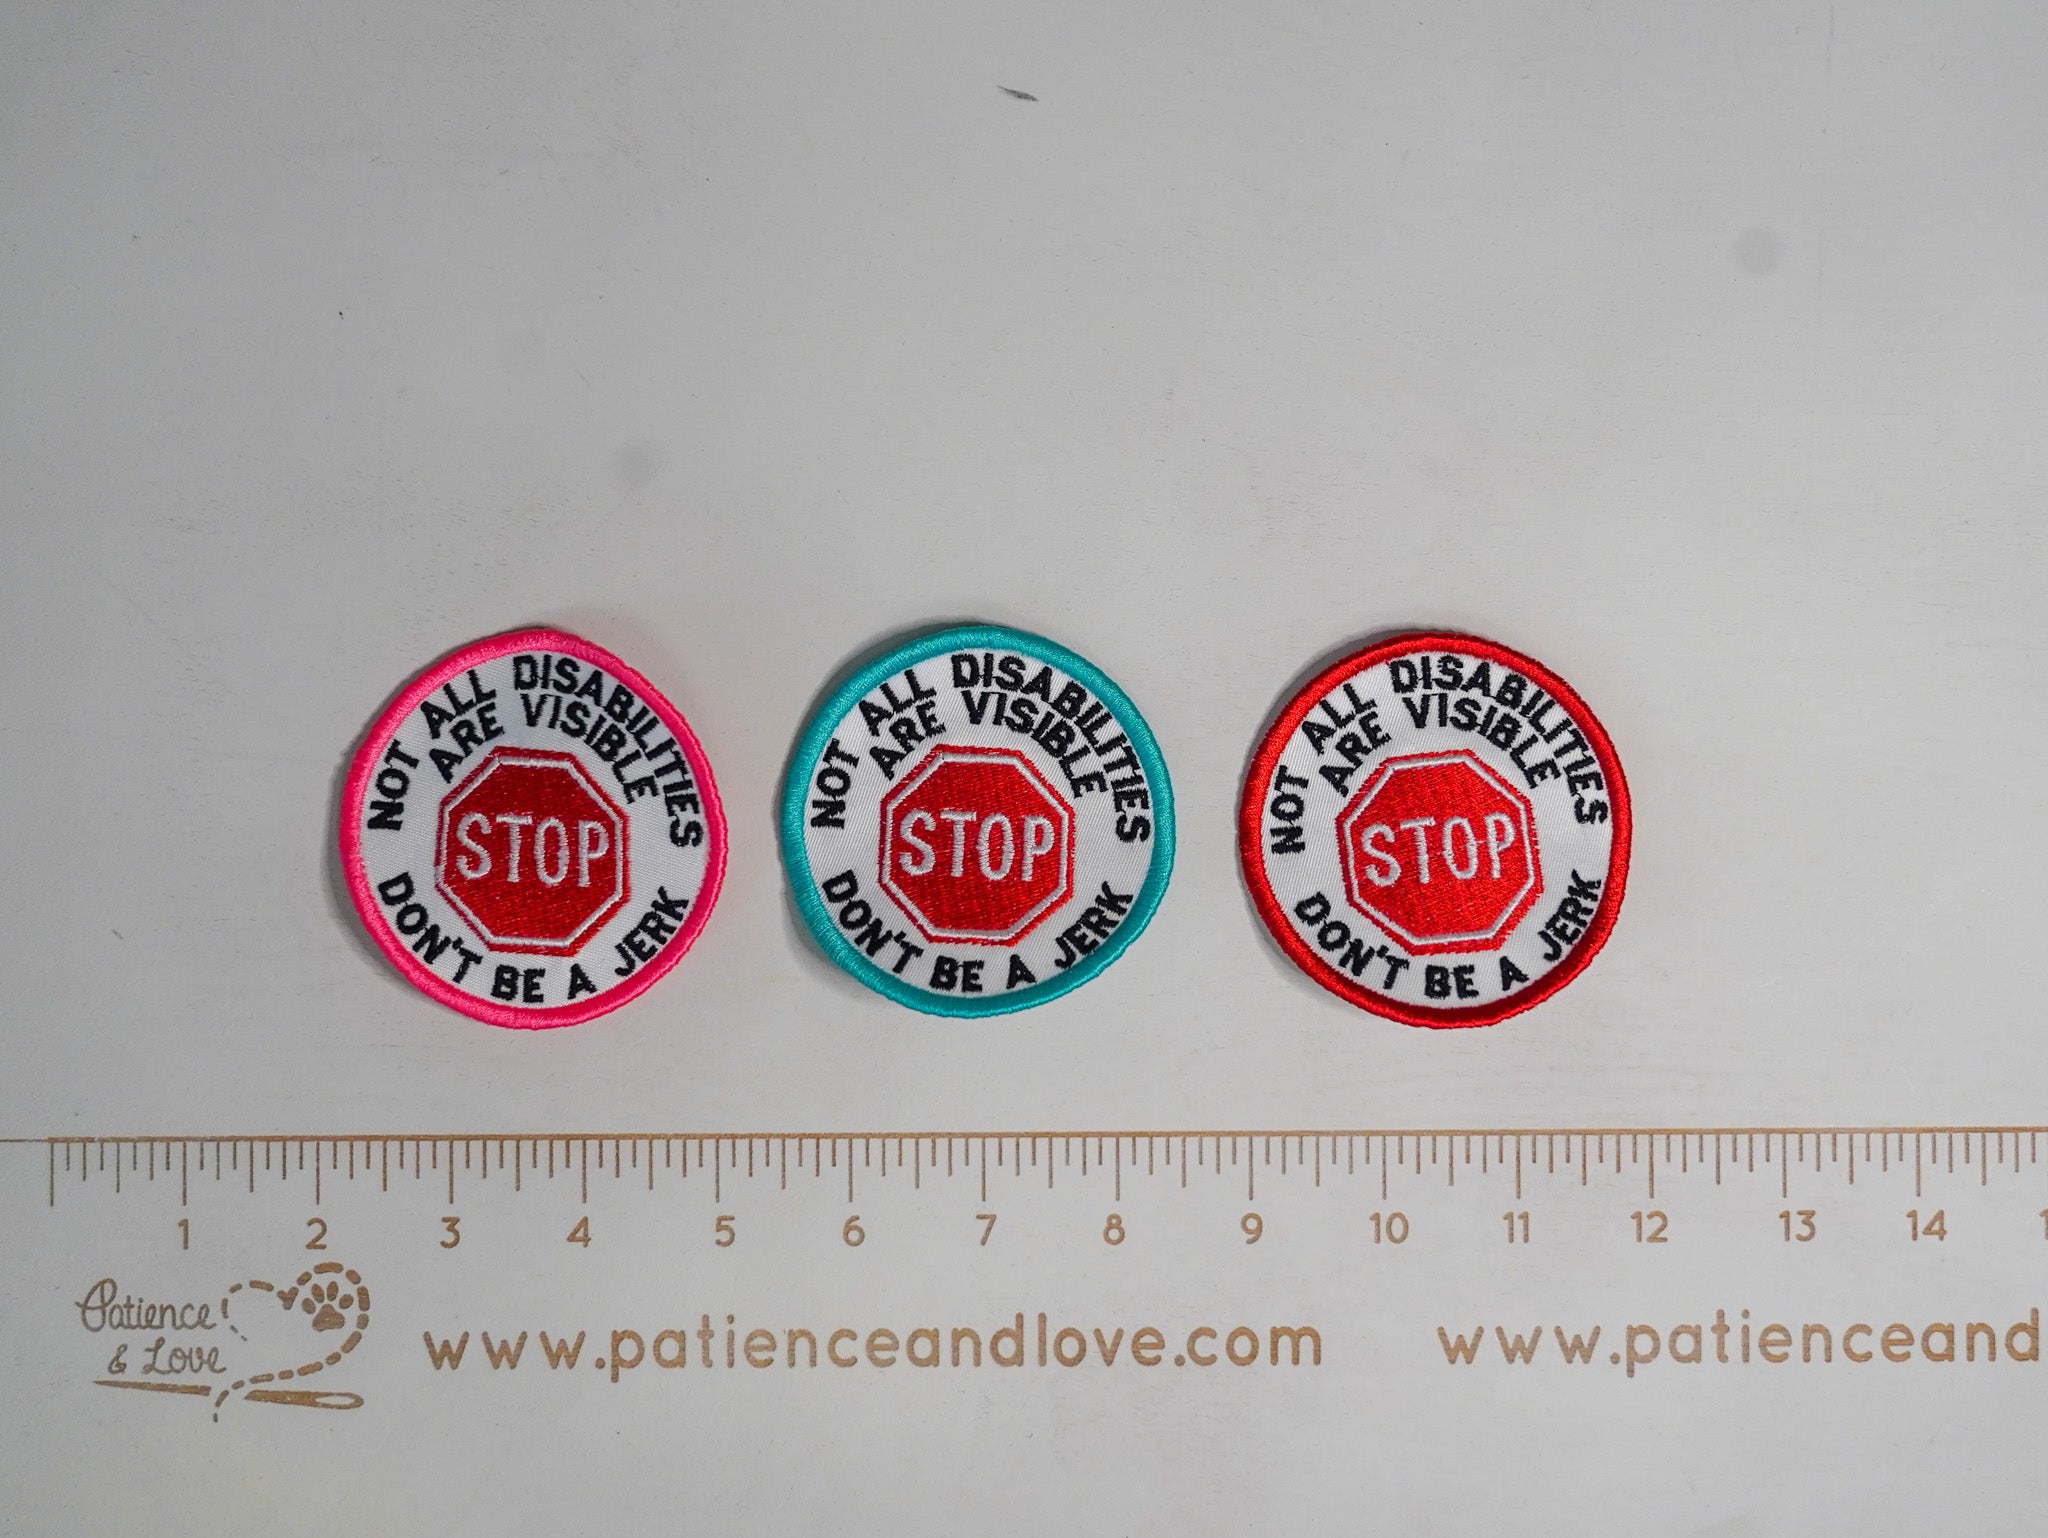 NOT ALL DISABILITIES
ARE VISIBLE
STOP
DON'T BE A JERK
NOT ALL DISABILITIES
ARE VISIBLE
STOP
DON'T BE A JERK
NOT ALL DISABILITIES
ARE VISIBLE
STOP
DON'T BE A JERK
1 2 3 4 5 6 7 8 9 10 11 12 13 14
Patience
& Love
www.patienceandlove.com www.patienceand